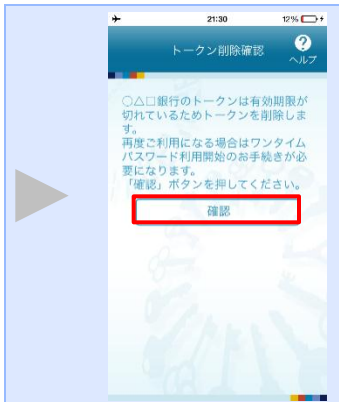 21:30 12%
トークン削除確認
?
ヘルプ
○△□銀行のトークンは有効期限が
切れているためトークンを削除しま
す。
再度ご利用になる場合はワンタイム
パスワード利用開始のお手続きが必
要になります。
「確認」ボタンを押してください。
確認